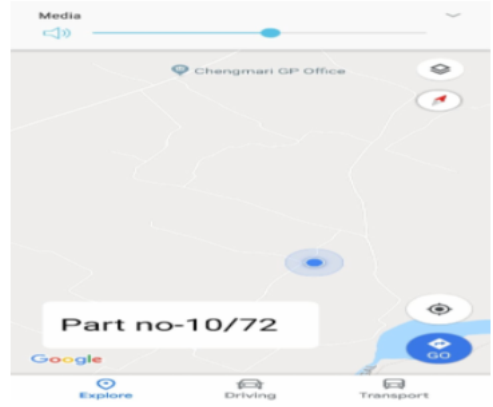 Media
Chengmari GP Office
Part no-10/72
Google
GO
Explore Driving Transport